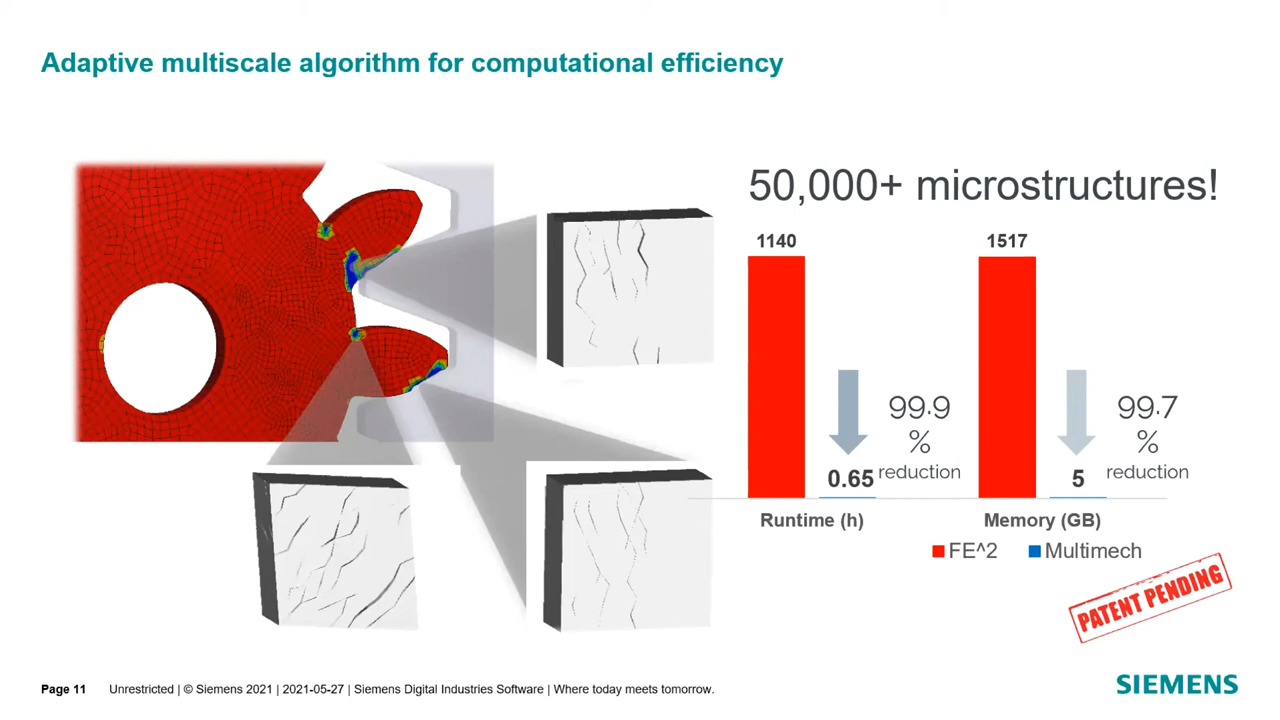 Adaptive multiscale algorithm for computational efficiency
50,000+ microstructures!
1140
1517
99.9
%
reduction
99.7
%
reduction
0.65
5
Runtime (h)
Memory (GB)
FE^2
Multimech
PATENT PENDING
Page 11
Unrestricted | © Siemens 2021 | 2021-05-27 | Siemens Digital Industries Software | Where today meets tomorrow.
SIEMENS